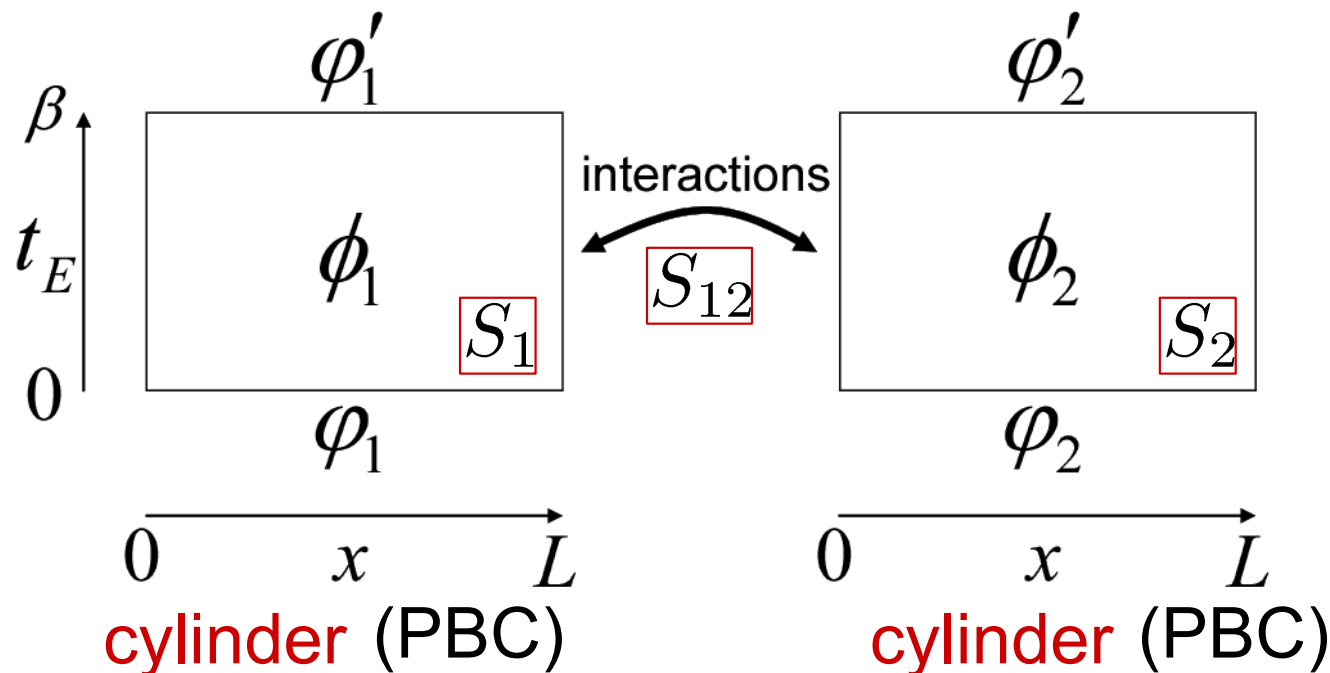 φ′₁ φ′₂
β
interactions
t_E ϕ₁ S₁₂ ϕ₂
S₁ S₂
0
φ₁ φ₂
0 x L 0 x L
cylinder (PBC) cylinder (PBC)